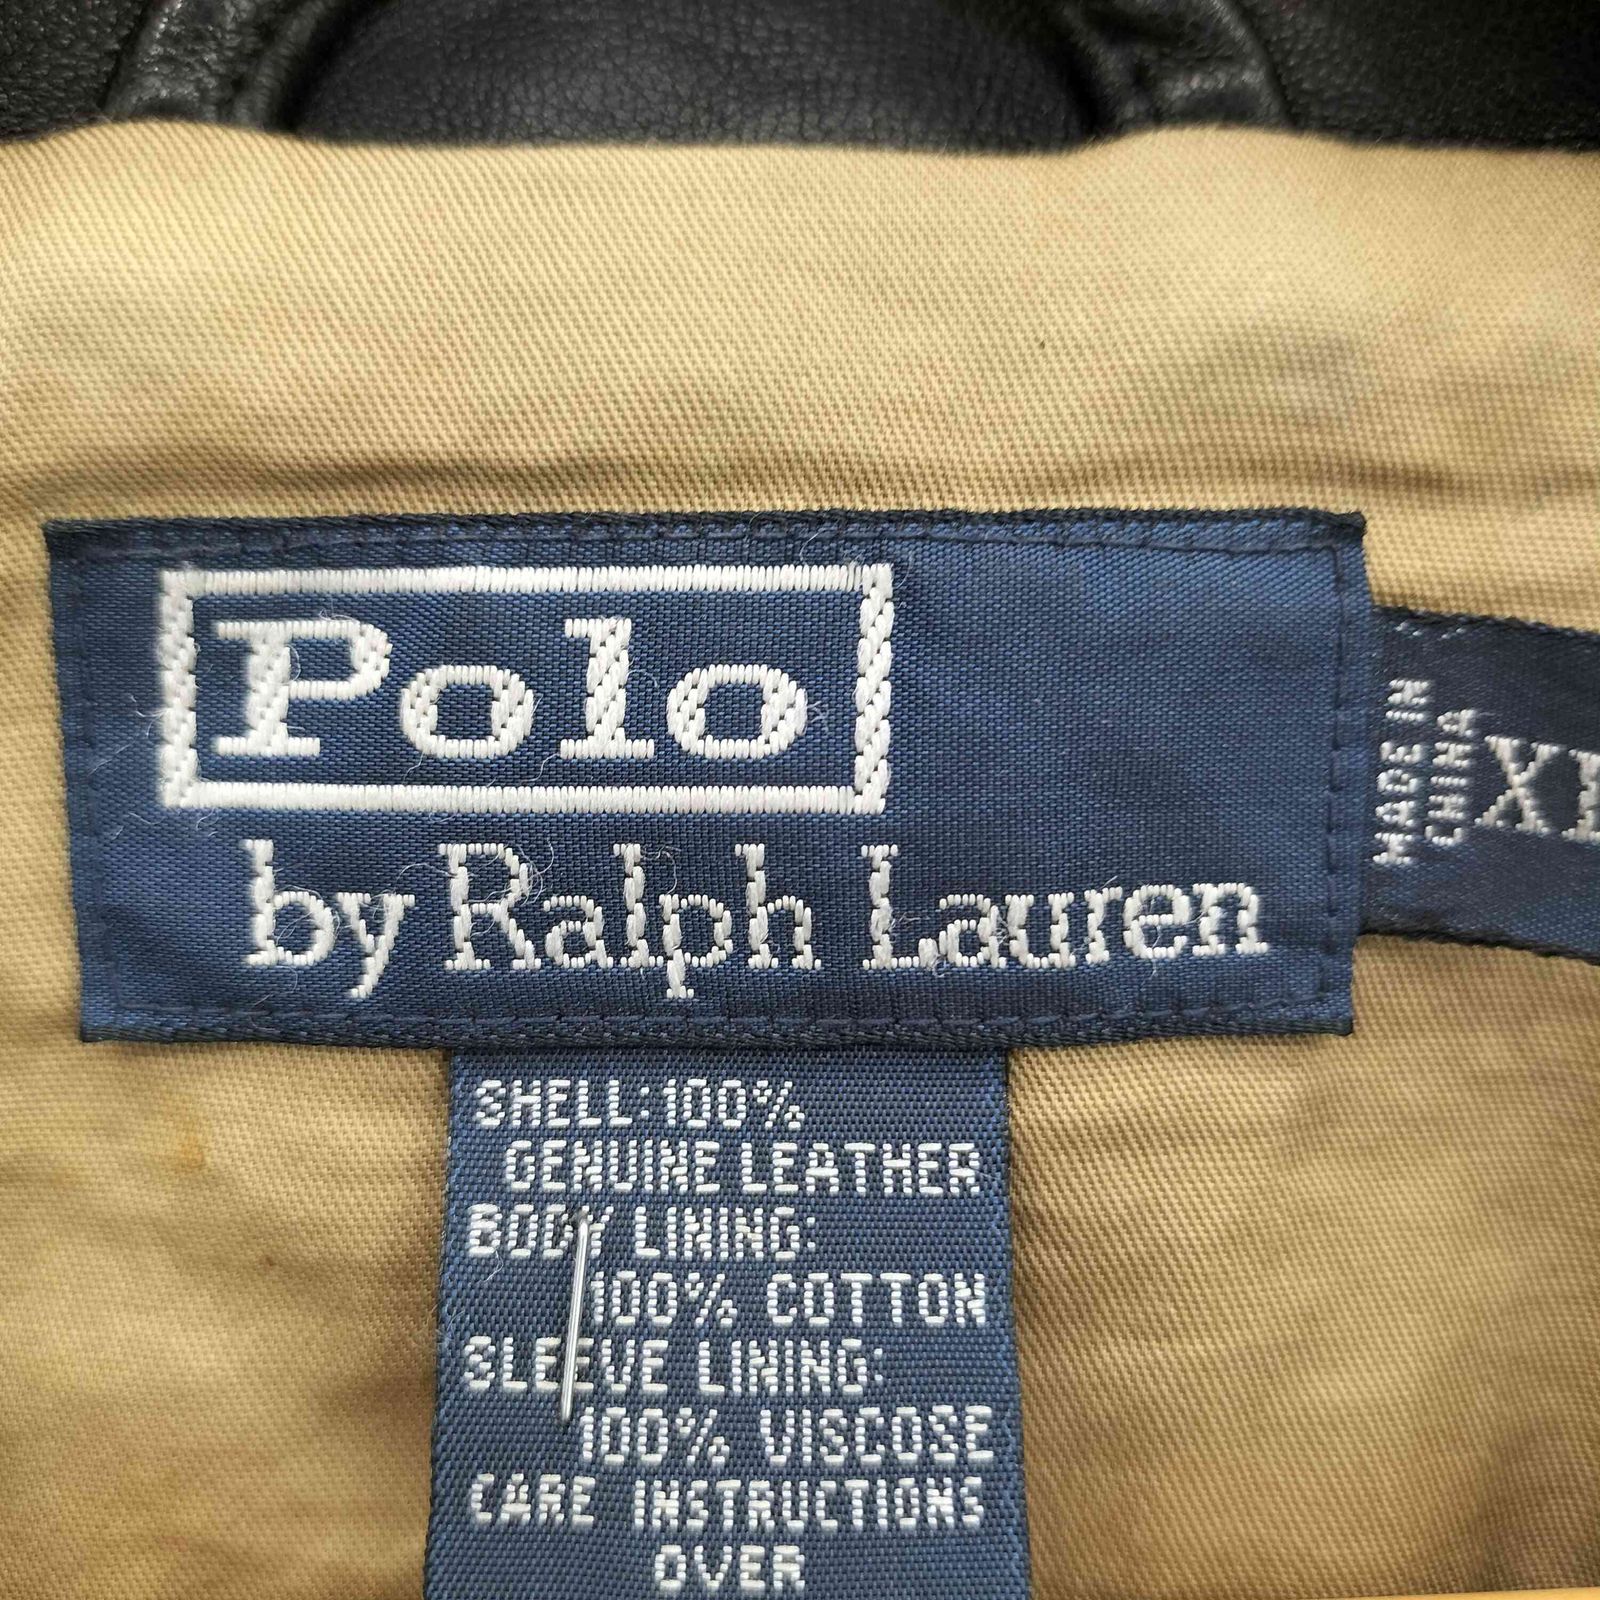 Polo
by Ralph Lauren
MADE IN
CHINA
SHELL:100%
GENUINE LEATHER
BODY LINING:
100% COTTON
SLEEVE LINING:
100% VISCOSE
CARE INSTRUCTIONS
OVER